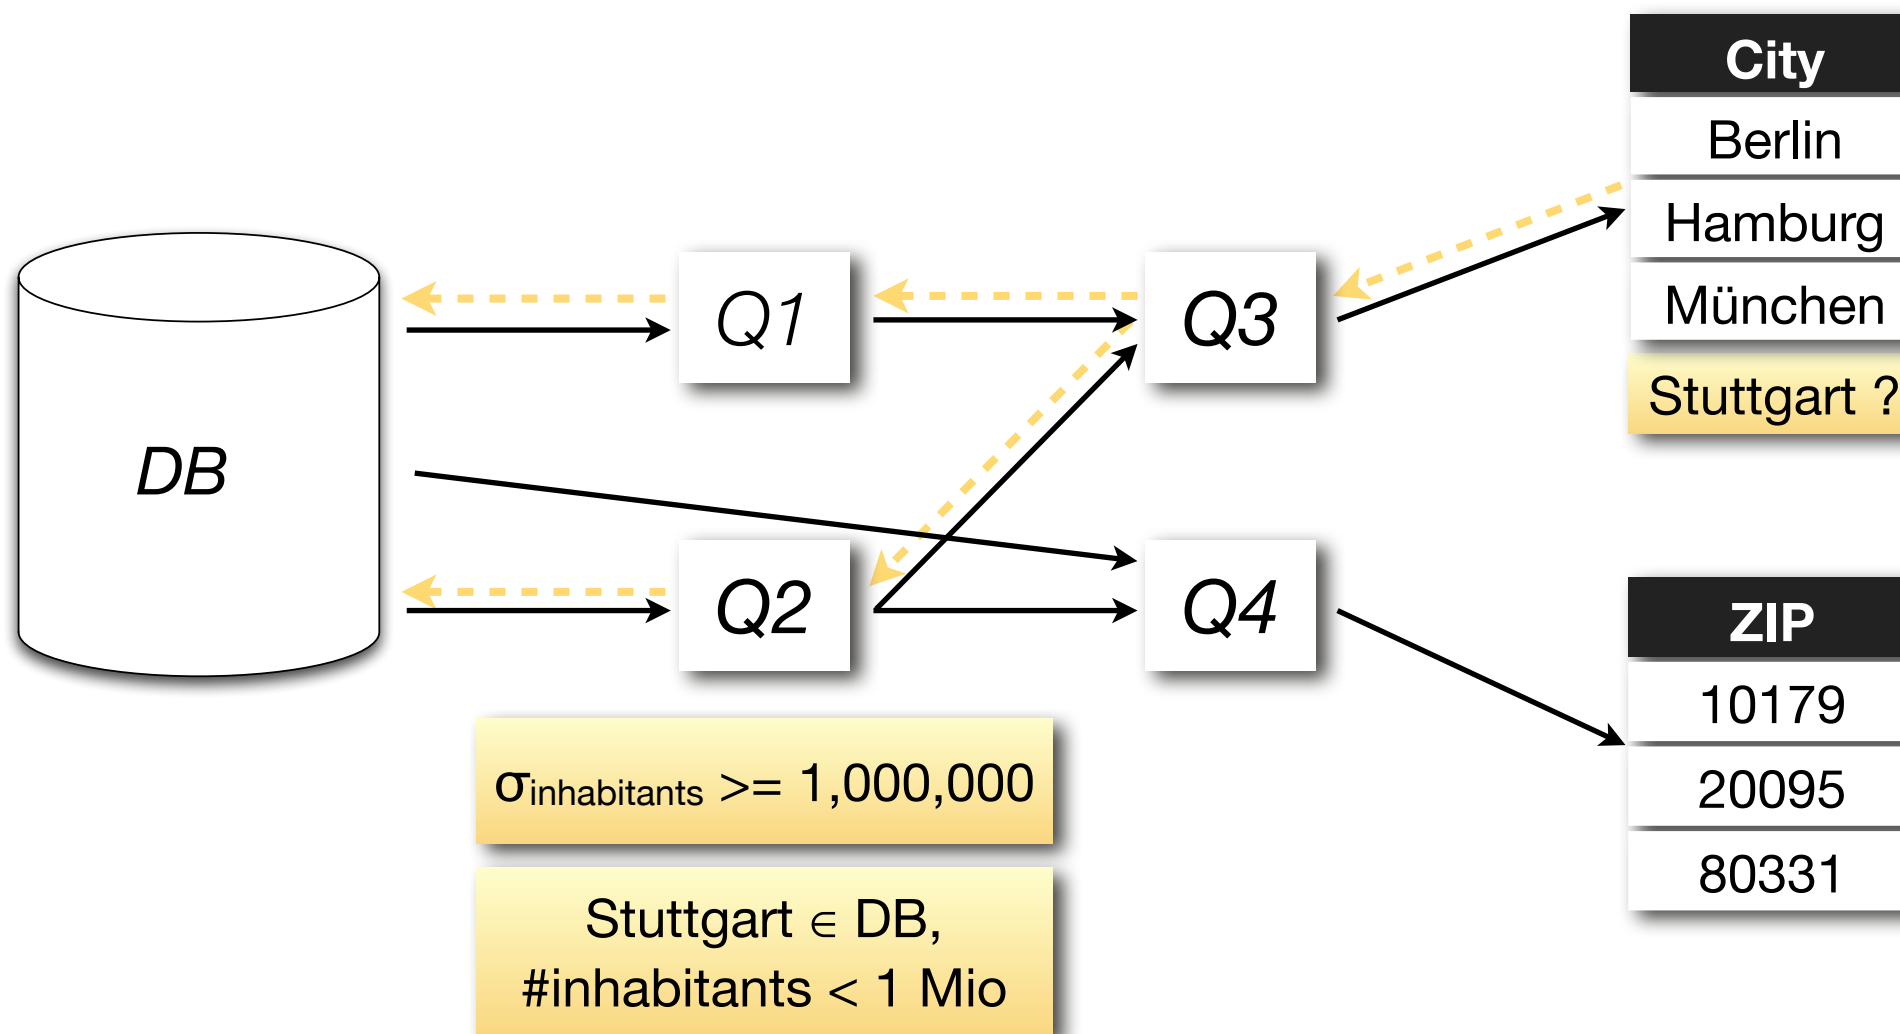 City
Berlin
Hamburg
München
Stuttgart ?
Q1
Q3
DB
Q2
Q4
ZIP
10179
20095
80331
σinhabitants >= 1,000,000
Stuttgart ∈ DB,
#inhabitants < 1 Mio